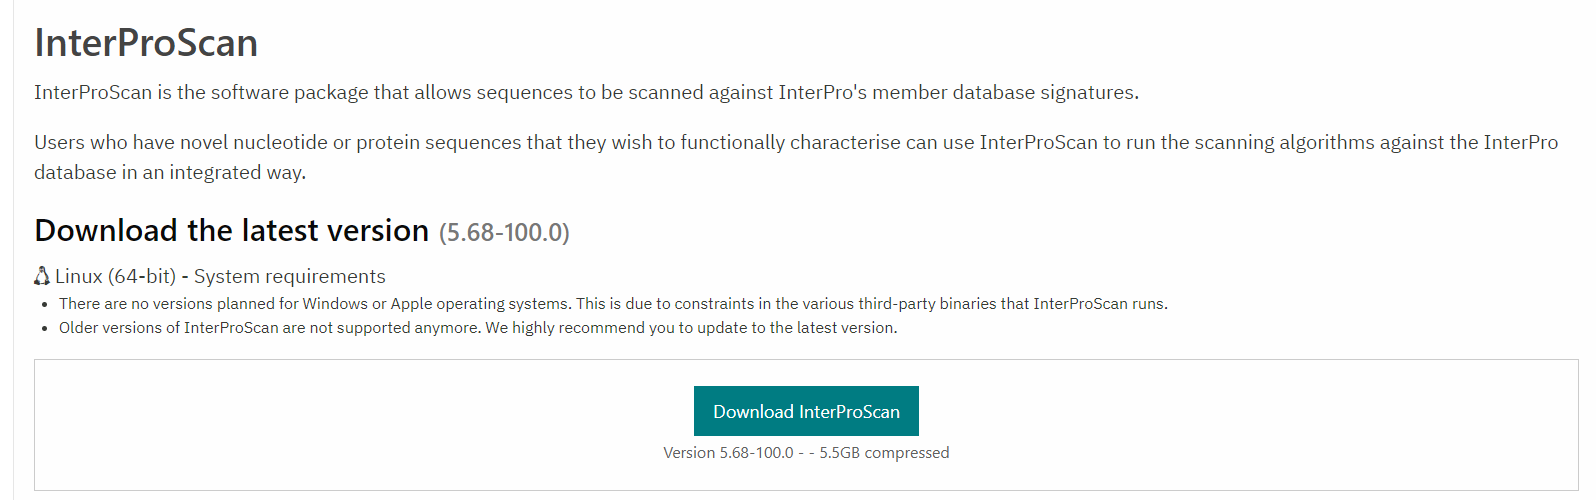 InterProScan
InterProScan is the software package that allows sequences to be scanned against InterPro's member database signatures.
Users who have novel nucleotide or protein sequences that they wish to functionally characterise can use InterProScan to run the scanning algorithms against the InterPro
database in an integrated way.
Download the latest version (5.68-100.0)
Linux (64-bit) - System requirements
• There are no versions planned for Windows or Apple operating systems. This is due to constraints in the various third-party binaries that InterProScan runs.
• Older versions of InterProScan are not supported anymore. We highly recommend you to update to the latest version.
Download InterProScan
Version 5.68-100.0 - - 5.5GB compressed